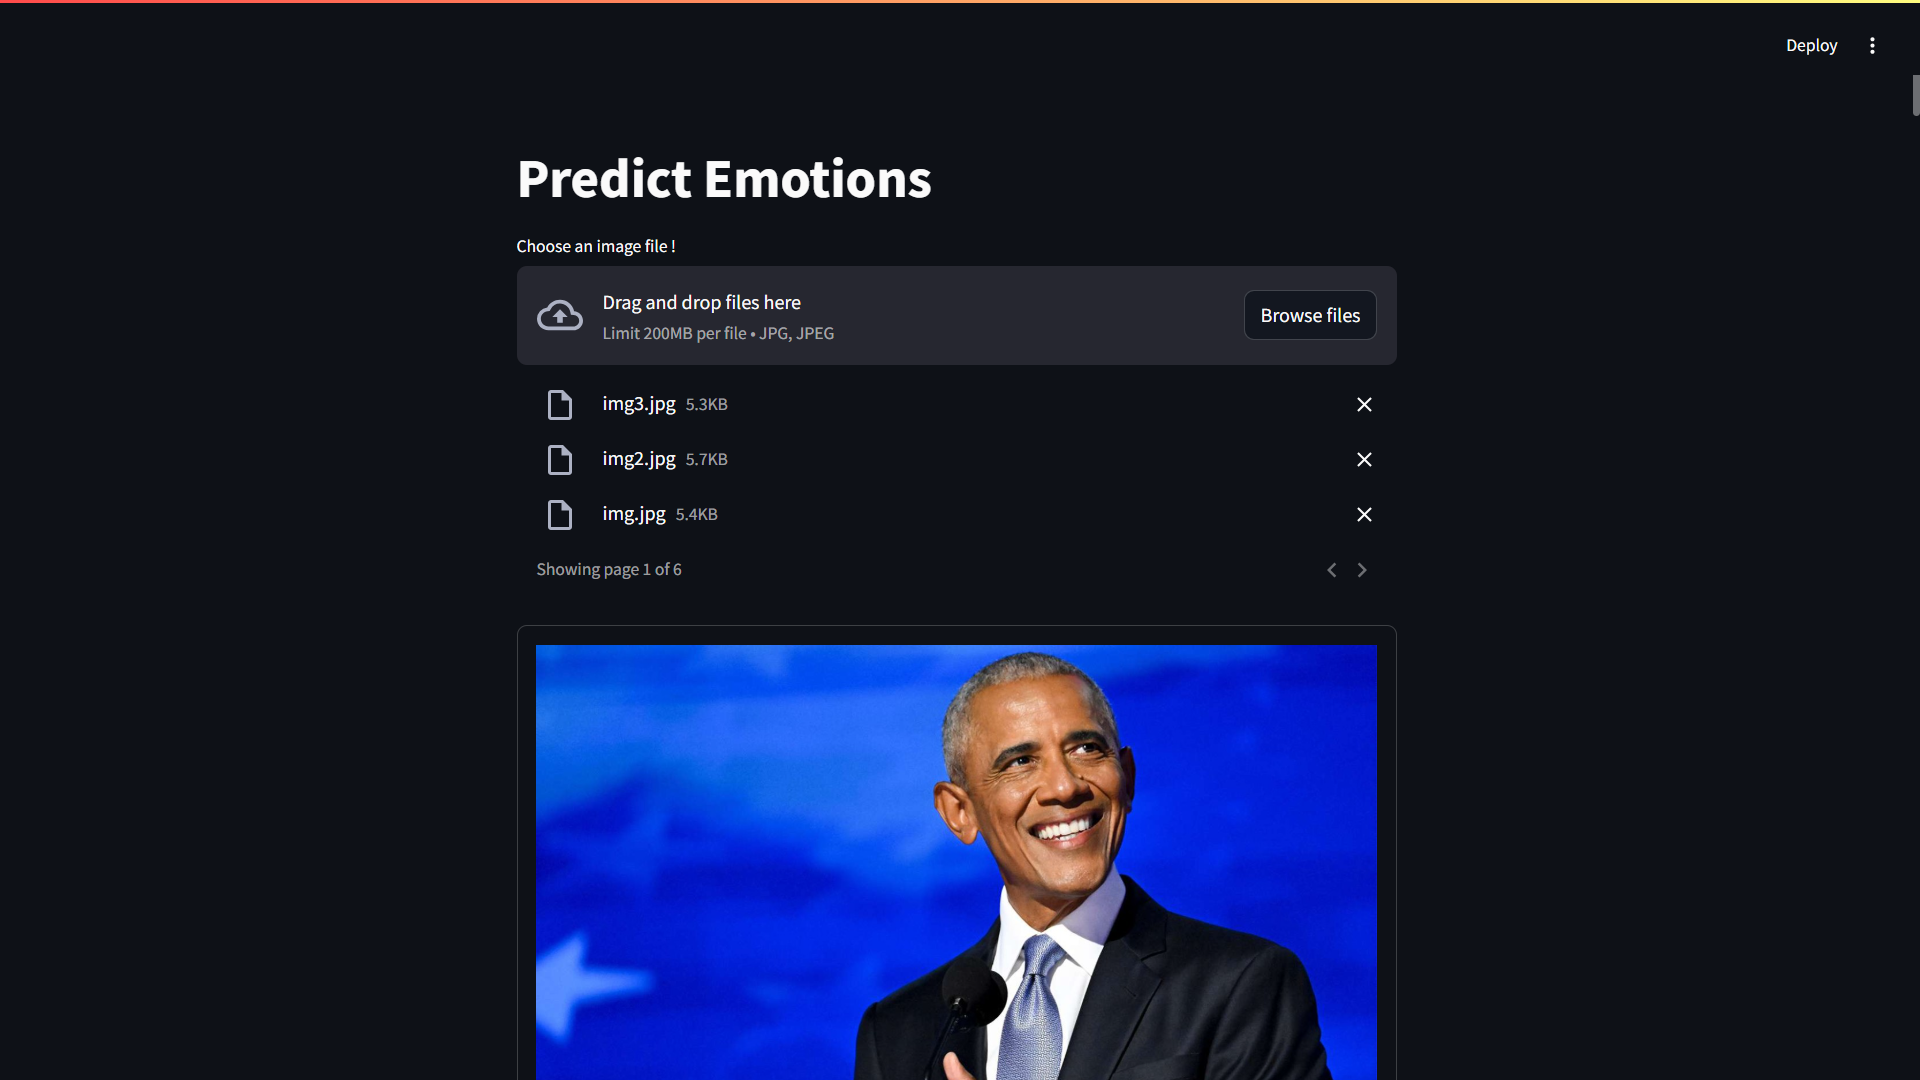 Deploy
Predict Emotions
Choose an image file !
Drag and drop files here
Limit 200MB per file • JPG, JPEG
Browse files
img3.jpg 5.3KB
img2.jpg 5.7KB
img.jpg 5.4KB
Showing page 1 of 6